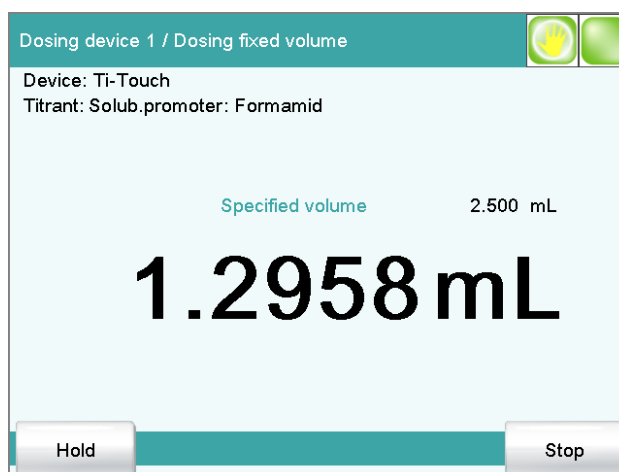 Dosing device 1 / Dosing fixed volume
Device: Ti-Touch
Titrant: Solub.promoter: Formamid
Specified volume 2.500 mL
1.2958 mL
Hold Stop